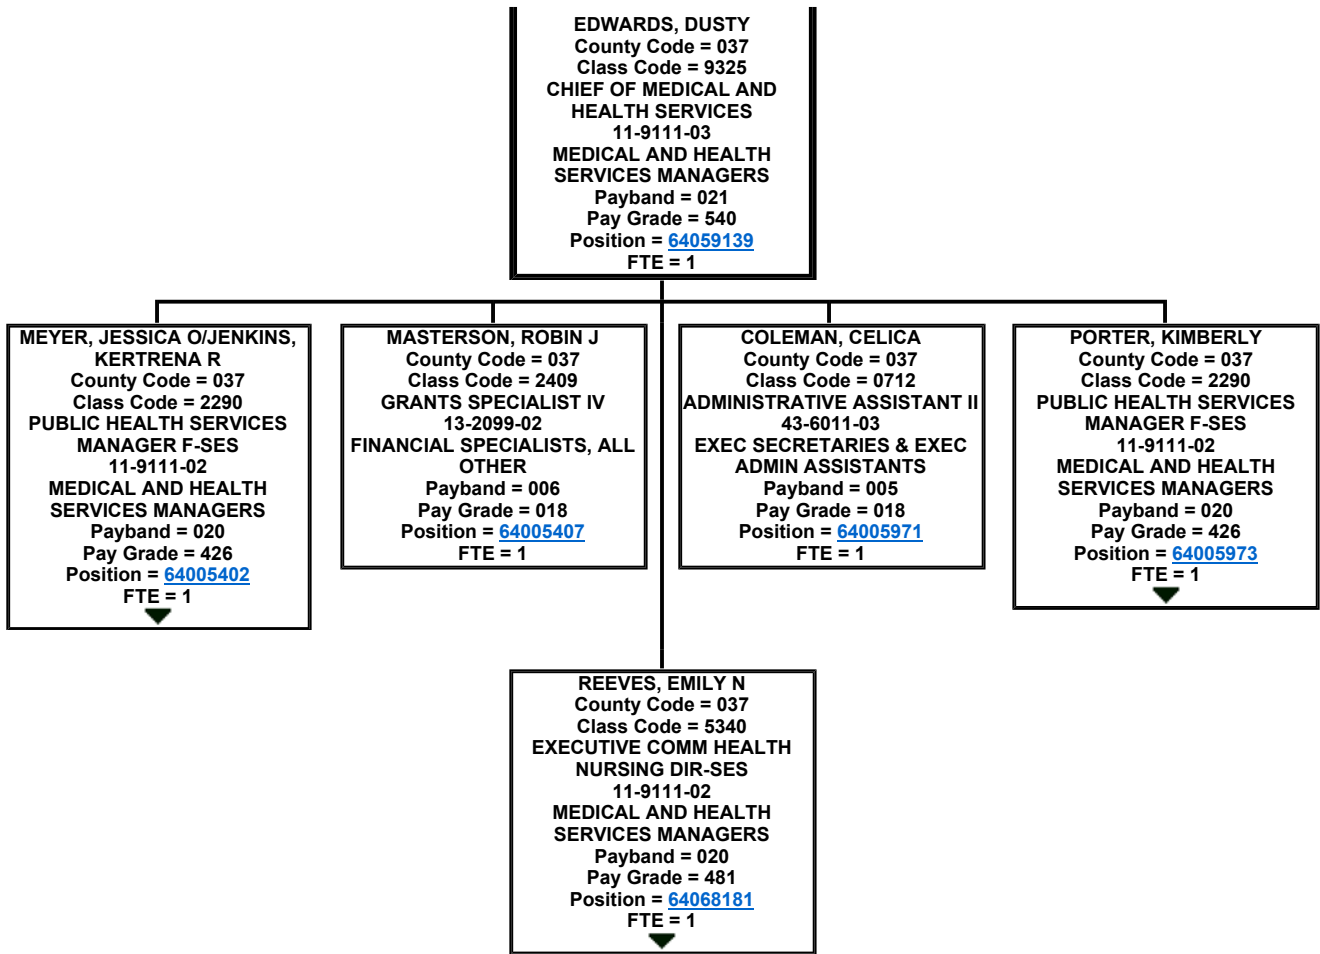 EDWARDS, DUSTY
County Code = 037
Class Code = 9325
CHIEF OF MEDICAL AND
HEALTH SERVICES
11-9111-03
MEDICAL AND HEALTH
SERVICES MANAGERS
Payband = 021
Pay Grade = 540
Position = 64059139
FTE = 1
MEYER, JESSICA O/JENKINS,
KERTRENA R
County Code = 037
Class Code = 2290
PUBLIC HEALTH SERVICES
MANAGER F-SES
11-9111-02
MEDICAL AND HEALTH
SERVICES MANAGERS
Payband = 020
Pay Grade = 426
Position = 64005402
FTE = 1
MASTERSON, ROBIN J
County Code = 037
Class Code = 2409
GRANTS SPECIALIST IV
13-2099-02
FINANCIAL SPECIALISTS, ALL
OTHER
Payband = 006
Pay Grade = 018
Position = 64005407
FTE = 1
COLEMAN, CELICA
County Code = 037
Class Code = 0712
ADMINISTRATIVE ASSISTANT II
43-6011-03
EXEC SECRETARIES & EXEC
ADMIN ASSISTANTS
Payband = 005
Pay Grade = 018
Position = 64005971
FTE = 1
PORTER, KIMBERLY
County Code = 037
Class Code = 2290
PUBLIC HEALTH SERVICES
MANAGER F-SES
11-9111-02
MEDICAL AND HEALTH
SERVICES MANAGERS
Payband = 020
Pay Grade = 426
Position = 64005973
FTE = 1
REEVES, EMILY N
County Code = 037
Class Code = 5340
EXECUTIVE COMM HEALTH
NURSING DIR-SES
11-9111-02
MEDICAL AND HEALTH
SERVICES MANAGERS
Payband = 020
Pay Grade = 481
Position = 64068181
FTE = 1